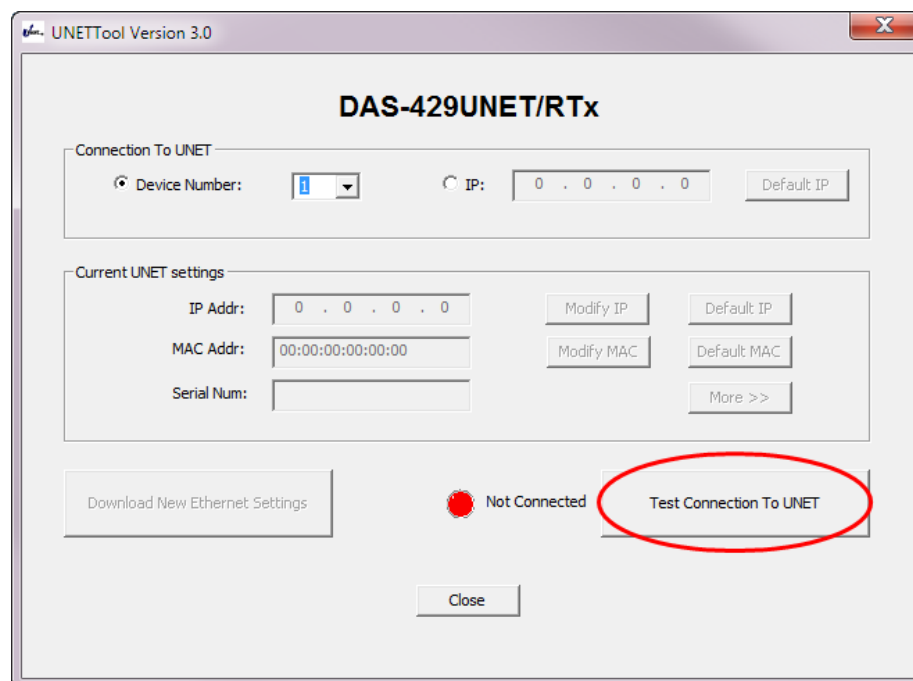 UNETTool Version 3.0
DAS-429UNET/RTx
Connection To UNET
Device Number: 1 IP: 0 . 0 . 0 . 0 Default IP
Current UNET settings
IP Addr: 0 . 0 . 0 . 0 Modify IP Default IP
MAC Addr: 00:00:00:00:00:00 Modify MAC Default MAC
Serial Num: More >>
Download New Ethernet Settings Not Connected Test Connection To UNET
Close